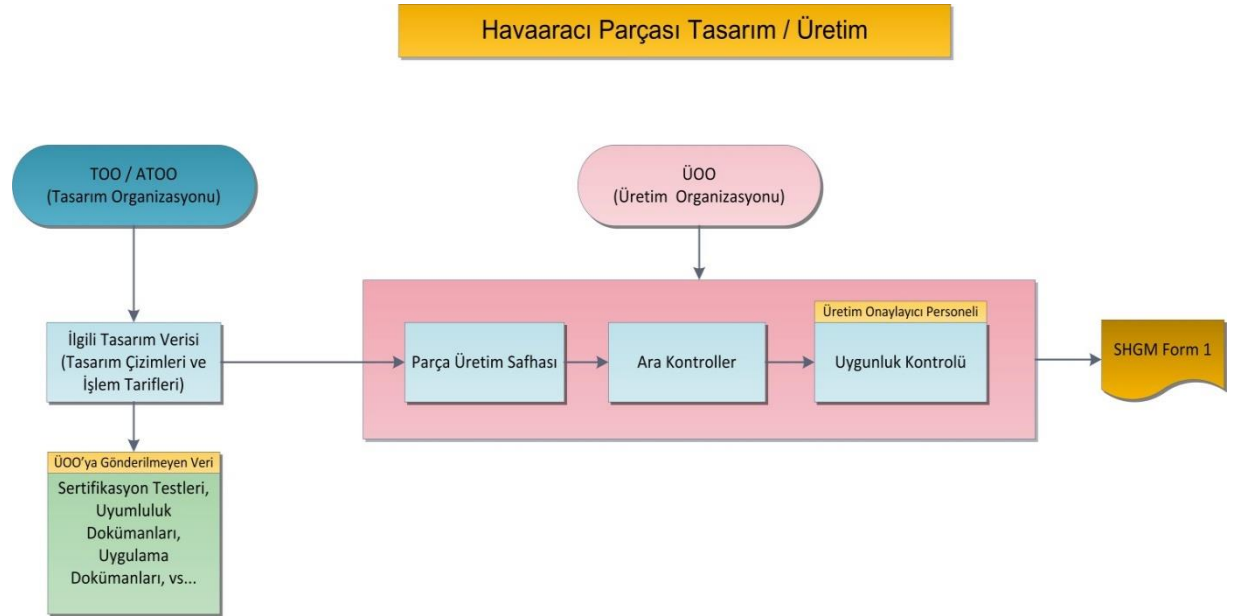 Havaaracı Parçası Tasarım / Üretim
TOO / ATOO
(Tasarım Organizasyonu)
ÜOO
(Üretim Organizasyonu)
İlgili Tasarım Verisi
(Tasarım Çizimleri ve
İşlem Tarifleri)
Parça Üretim Safhası
Ara Kontroller
Üretim Onaylayıcı Personeli
Uygunluk Kontrolü
SHGM Form 1
ÜOO'ya Gönderilmeyen Veri
Sertifikasyon Testleri,
Uyumluluk
Dokümanları,
Uygulama
Dokümanları, vs...